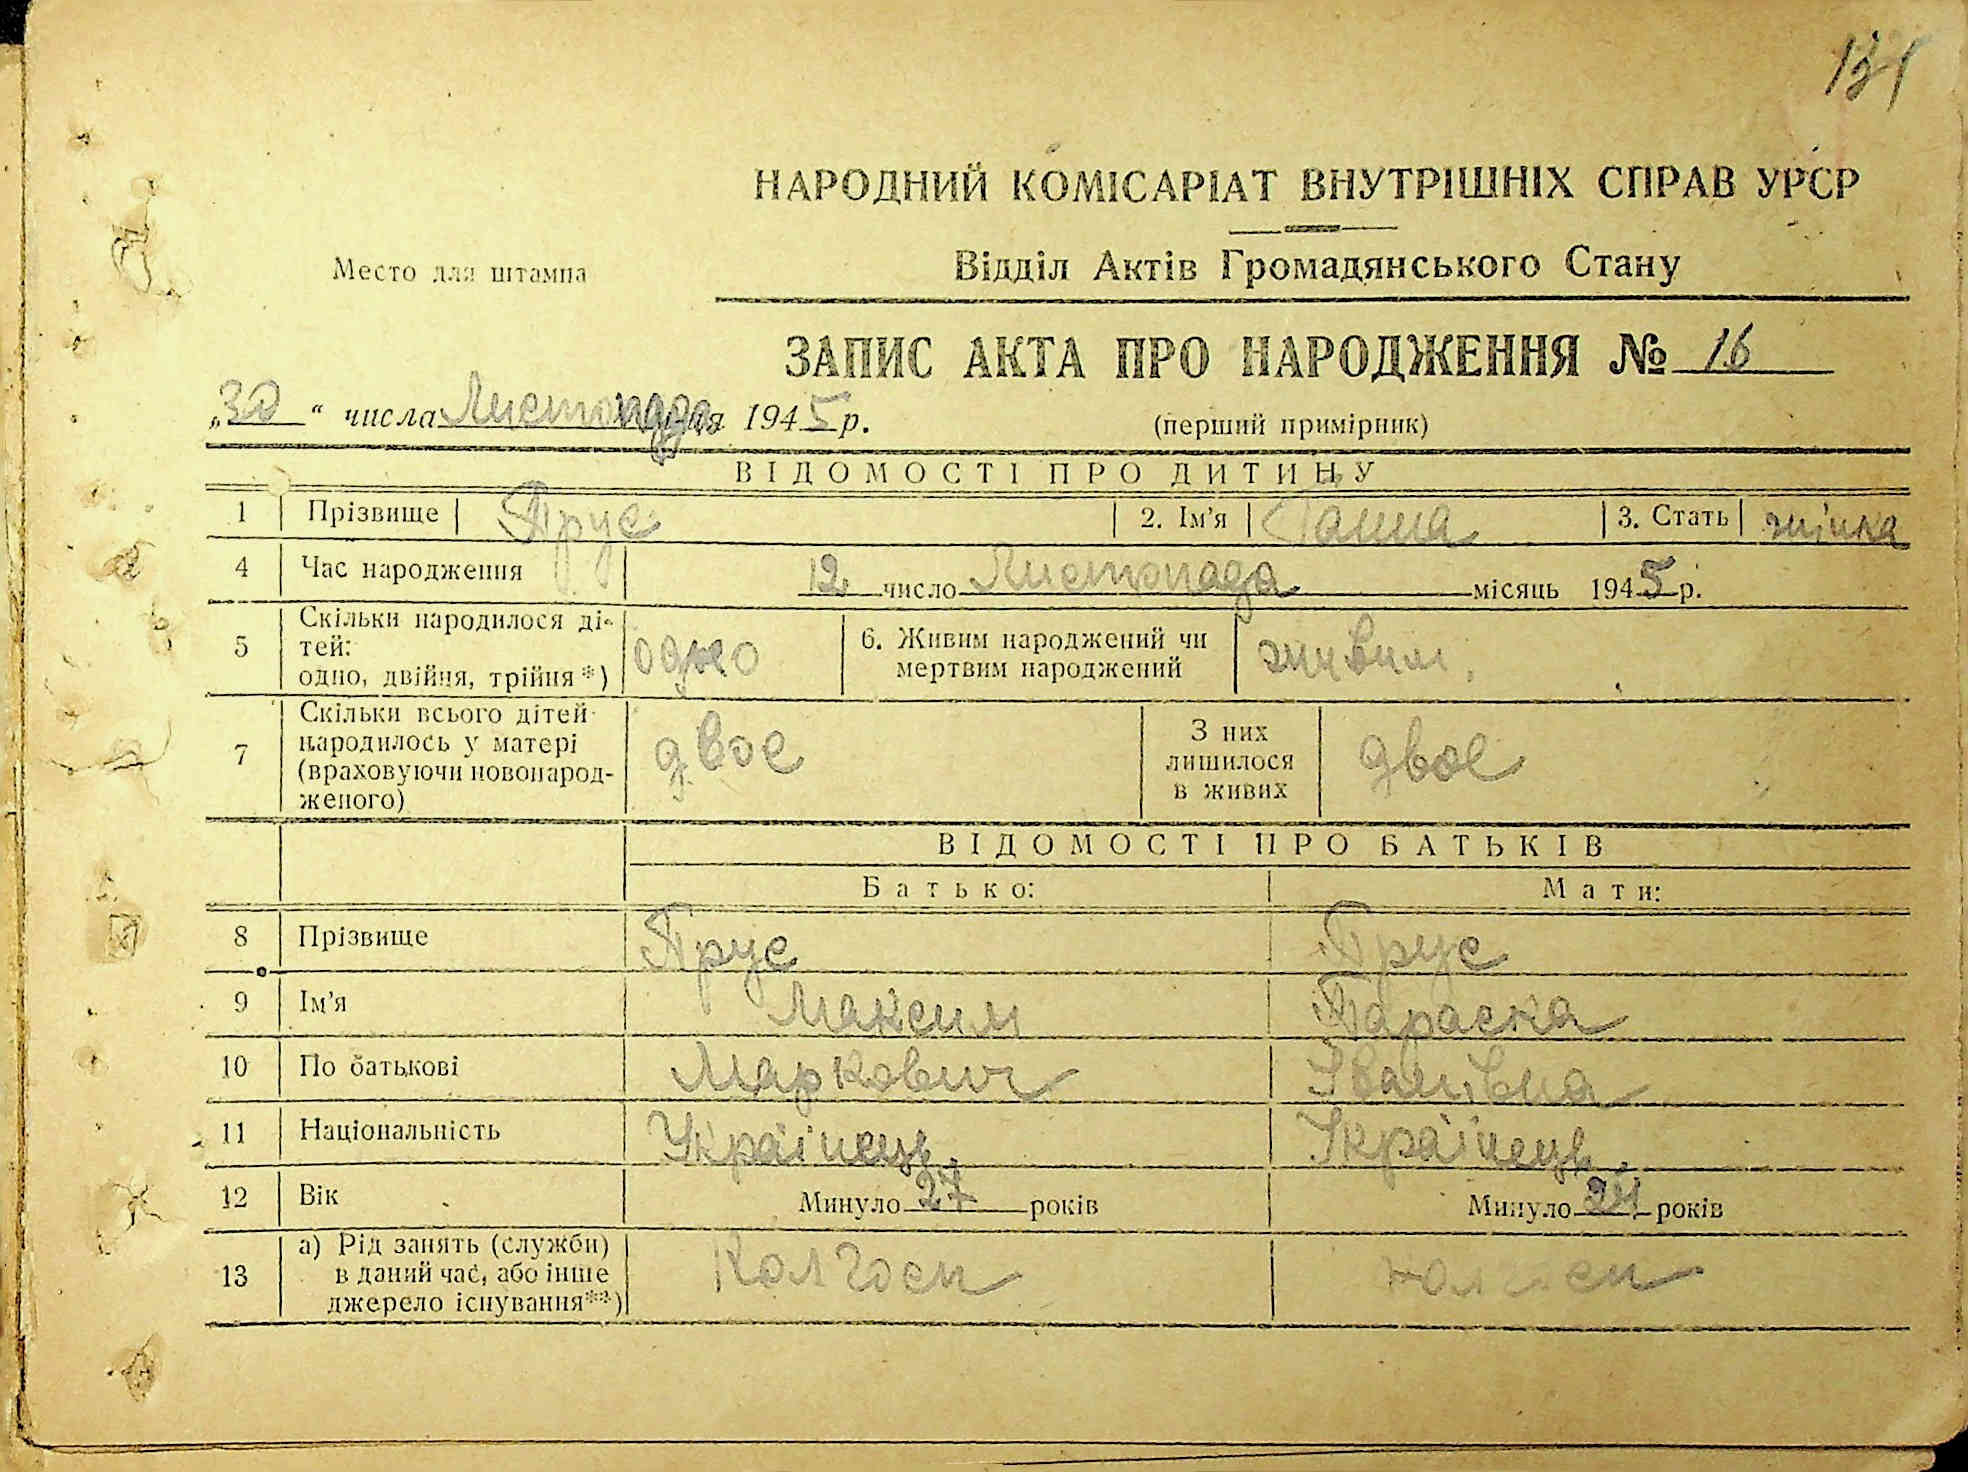 НАРОДНИЙ КОМІСАРІАТ ВНУТРІШНІХ СПРАВ УРСР
Место для штампа
Відділ Актів Громадянського Стану
ЗАПИС АКТА ПРО НАРОДЖЕННЯ № 16
„30“ числа Листопада 1945 р.
(перший примірник)
ВІДОМОСТІ ПРО ДИТИНУ
1 Прізвище Прус 2. Ім'я Ганна 3. Стать жінка
4 Час народження 12 число Листопада місяць 1945 р.
5 Скільки народилося ді-
тей:
одно, двійня, трійня*) одно
6. Живим народжений чи
мертвим народжений живим
7 Скільки всього дітей
народилось у матері
(враховуючи новонарод-
женого) двоє
З них
лишилося
в живих двоє
ВІДОМОСТІ ПРО БАТЬКІВ
Батько: Мати:
8 Прізвище Прус Прус
9 Ім'я Максим Параска
10 По батькові Маркович Іванівна
11 Національність Українець Українець
12 Вік Минуло 27 років Минуло 24 років
13 а) Рід занять (служби)
в даний час, або інше
джерело існування**) Колгосп колгосп